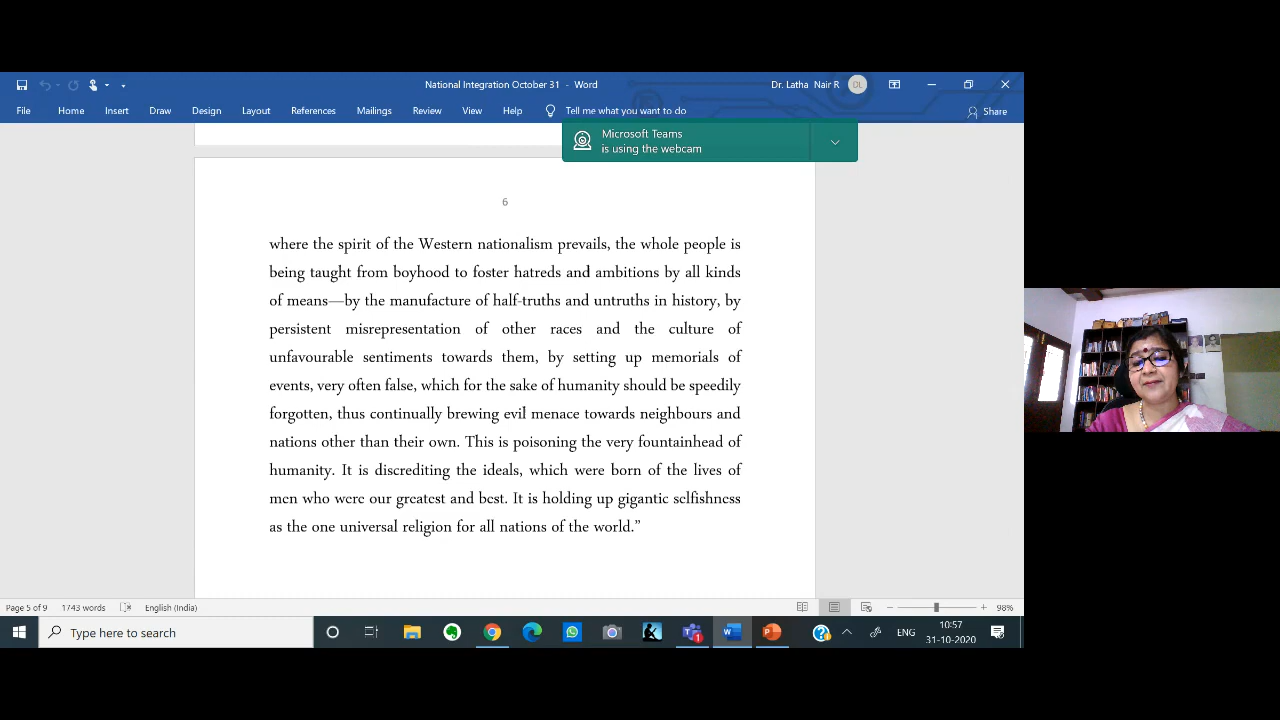 National Integration October 31 - Word
Dr. Latha Nair R
DL
File Home Insert Draw Design Layout References Mailings Review View Help Tell me what you want to do
Share
Microsoft Teams
is using the webcam
6
where the spirit of the Western nationalism prevails, the whole people is
being taught from boyhood to foster hatreds and ambitions by all kinds
of means—by the manufacture of half-truths and untruths in history, by
persistent misrepresentation of other races and the culture of
unfavourable sentiments towards them, by setting up memorials of
events, very often false, which for the sake of humanity should be speedily
forgotten, thus continually brewing evil menace towards neighbours and
nations other than their own. This is poisoning the very fountainhead of
humanity. It is discrediting the ideals, which were born of the lives of
men who were our greatest and best. It is holding up gigantic selfishness
as the one universal religion for all nations of the world.”
Page 5 of 9 1743 words English (India) 98%
Type here to search
ENG
10:57
31-10-2020